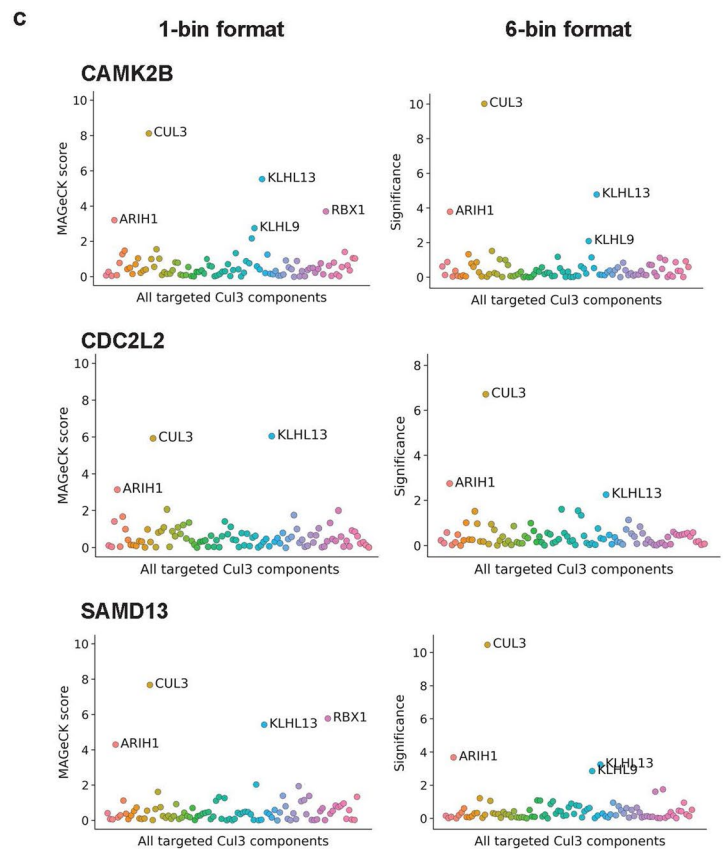 c
1-bin format
6-bin format
CAMK2B
MAGeCK score
10
8
6
4
2
0
CUL3
KLHL13
RBX1
ARIH1
KLHL9
All targeted Cul3 components
Significance
10
8
6
4
2
0
CUL3
KLHL13
ARIH1
KLHL9
All targeted Cul3 components
CDC2L2
MAGeCK score
10
8
6
4
2
0
CUL3
KLHL13
ARIH1
All targeted Cul3 components
Significance
8
6
4
2
0
CUL3
ARIH1
KLHL13
All targeted Cul3 components
SAMD13
MAGeCK score
10
8
6
4
2
0
CUL3
RBX1
KLHL13
ARIH1
All targeted Cul3 components
Significance
10
8
6
4
2
0
CUL3
ARIH1
KLHL13
KLHL9
All targeted Cul3 components